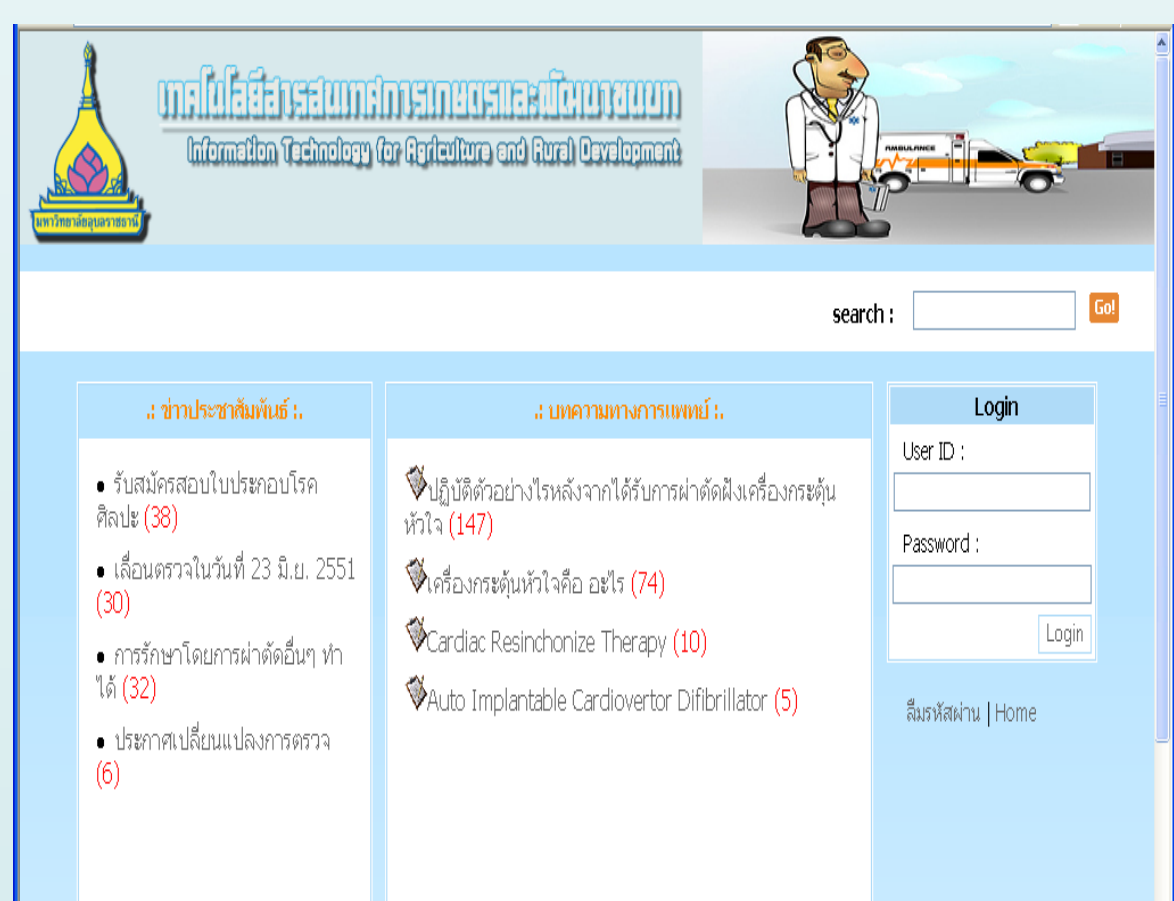 เทคโนโลยีสารสนเทศการเกษตรและพัฒนาชนบท
Information Technology for Agriculture and Rural Development
มหาวิทยาลัยอุบลราชธานี
AMBULANCE
search :
Go!
.: ข่าวประชาสัมพันธ์ :.
● รับสมัครสอบใบประกอบโรค
ศิลปะ (38)
● เลื่อนตรวจในวันที่ 23 มิ.ย. 2551
(30)
● การรักษาโดยการผ่าตัดอื่นๆ ทำ
ได้ (32)
● ประกาศเปลี่ยนแปลงการตรวจ
(6)
.: บทความทางการแพทย์ :.
ปฏิบัติตัวอย่างไรหลังจากได้รับการผ่าตัดฝังเครื่องกระตุ้น
หัวใจ (147)
เครื่องกระตุ้นหัวใจคือ อะไร (74)
Cardiac Resinchonize Therapy (10)
Auto Implantable Cardiovertor Difibrillator (5)
Login
User ID :
Password :
Login
ลืมรหัสผ่าน | Home